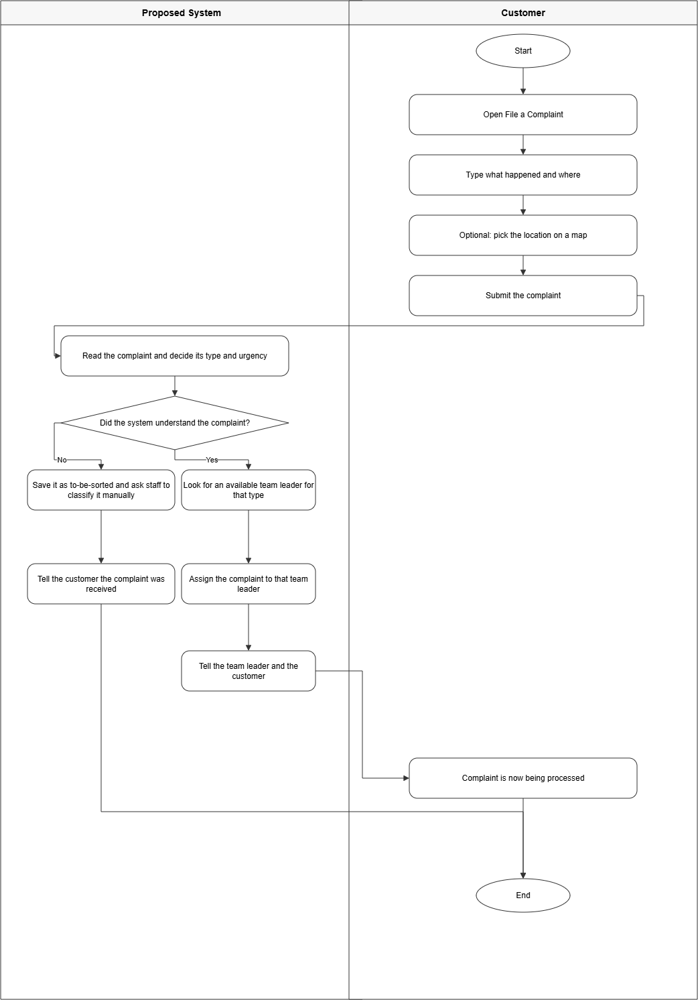 Proposed System
Customer
Start
Open File a Complaint
Type what happened and where
Optional: pick the location on a map
Submit the complaint
Read the complaint and decide its type and urgency
Did the system understand the complaint?
No
Yes
Save it as to-be-sorted and ask staff to
classify it manually
Look for an available team leader for
that type
Tell the customer the complaint was
received
Assign the complaint to that team
leader
Tell the team leader and the
customer
Complaint is now being processed
End